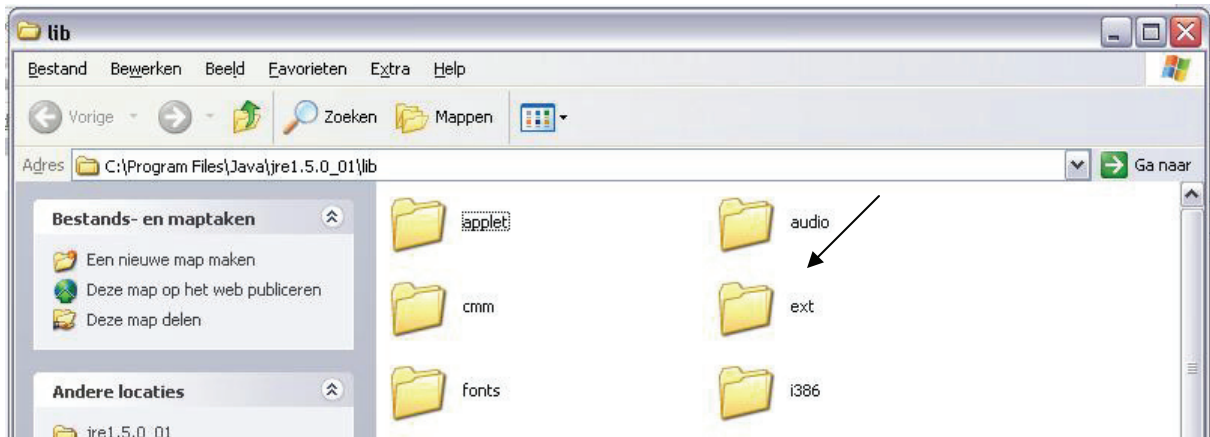 lib
Bestand Bewerken Beeld Favorieten Extra Help
Vorige Zoeken Mappen
Adres C:\Program Files\Java\jre1.5.0_01\lib Ga naar
Bestands- en maptaken
Een nieuwe map maken
Deze map op het web publiceren
Deze map delen
Andere locaties
jre1.5.0_01
applet audio
cmm ext
fonts i386